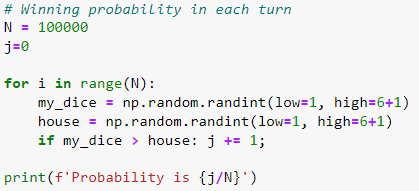 # Winning probability in each turn
N = 100000
j=0

for i in range(N):
    my_dice = np.random.randint(low=1, high=6+1)
    house = np.random.randint(low=1, high=6+1)
    if my_dice > house: j += 1;

print(f'Probability is {j/N}')